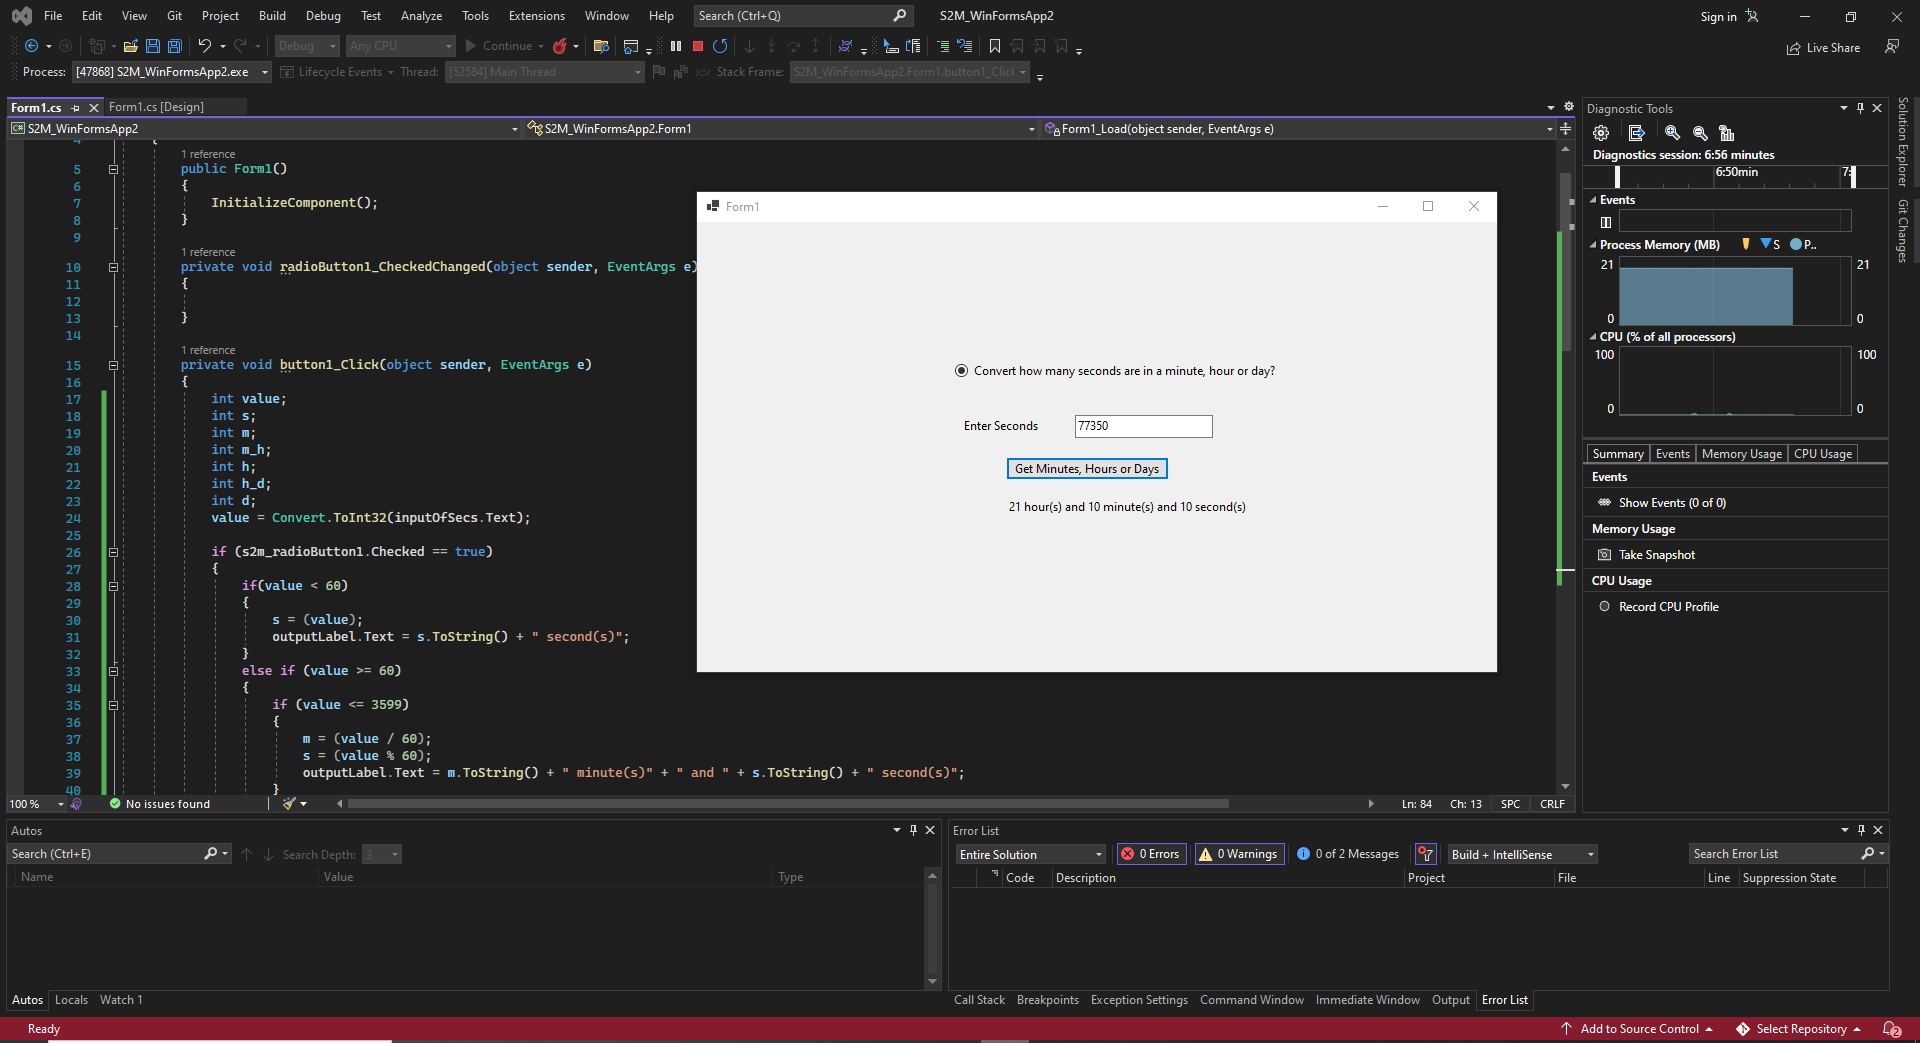 File Edit View Git Project Build Debug Test Analyze Tools Extensions Window Help Search (Ctrl+Q) S2M_WinFormsApp2 Sign in
Debug Any CPU Continue Live Share
Process: [47868] S2M_WinFormsApp2.exe Lifecycle Events Thread: [52584] Main Thread Stack Frame: S2M_WinFormsApp2.Form1.button1_Click
Form1.cs Form1.cs [Design]
S2M_WinFormsApp2 S2M_WinFormsApp2.Form1 Form1_Load(object sender, EventArgs e)
4 {
1 reference
5 public Form1()
6 {
7 InitializeComponent();
8 }
9
1 reference
10 private void radioButton1_CheckedChanged(object sender, EventArgs e)
11 {
12
13 }
14
1 reference
15 private void button1_Click(object sender, EventArgs e)
16 {
17 int value;
18 int s;
19 int m;
20 int m_h;
21 int h;
22 int h_d;
23 int d;
24 value = Convert.ToInt32(inputOfSecs.Text);
25
26 if (s2m_radioButton1.Checked == true)
27 {
28 if(value < 60)
29 {
30 s = (value);
31 outputLabel.Text = s.ToString() + " second(s)";
32 }
33 else if (value >= 60)
34 {
35 if (value <= 3599)
36 {
37 m = (value / 60);
38 s = (value % 60);
39 outputLabel.Text = m.ToString() + " minute(s)" + " and " + s.ToString() + " second(s)";
40 }
Form1
Convert how many seconds are in a minute, hour or day?
Enter Seconds 77350
Get Minutes, Hours or Days
21 hour(s) and 10 minute(s) and 10 second(s)
100 % No issues found Ln: 84 Ch: 13 SPC CRLF
Diagnostic Tools
Diagnostics session: 6:56 minutes
6:50min 7:
Events
Process Memory (MB) S P..
21 21
0 0
CPU (% of all processors)
100 100
0 0
Summary Events Memory Usage CPU Usage
Events
Show Events (0 of 0)
Memory Usage
Take Snapshot
CPU Usage
Record CPU Profile
Solution Explorer
Git Changes
Autos
Search (Ctrl+E) Search Depth: 3
Name Value Type
Autos Locals Watch 1
Error List
Entire Solution 0 Errors 0 Warnings 0 of 2 Messages Build + IntelliSense Search Error List
Code Description Project File Line Suppression State
Call Stack Breakpoints Exception Settings Command Window Immediate Window Output Error List
Ready Add to Source Control Select Repository 2